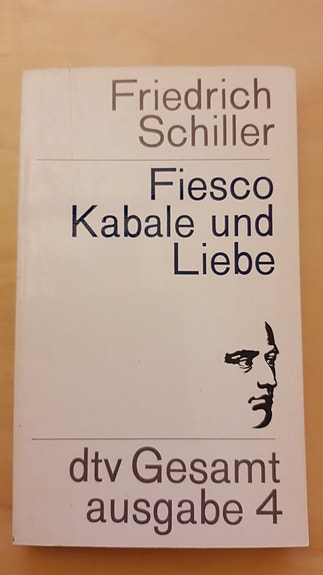 Friedrich
Schiller
Fiesco
Kabale und
Liebe
dtv Gesamt
ausgabe 4